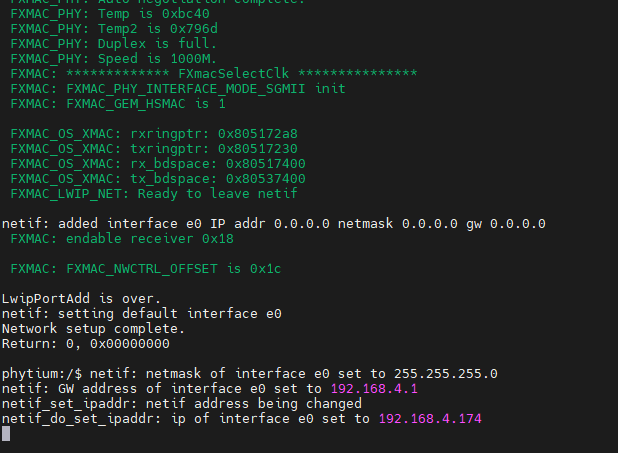 FXMAC_PHY: Auto negotiation complete.
FXMAC_PHY: Temp is 0xbc40
FXMAC_PHY: Temp2 is 0x796d
FXMAC_PHY: Duplex is full.
FXMAC_PHY: Speed is 1000M.
FXMAC: ************* FXmacSelectClk ***************
FXMAC: FXMAC_PHY_INTERFACE_MODE_SGMII init
FXMAC: FXMAC_GEM_HSMAC is 1
FXMAC_OS_XMAC: rxringptr: 0x805172a8
FXMAC_OS_XMAC: txringptr: 0x80517230
FXMAC_OS_XMAC: rx_bdspace: 0x80517400
FXMAC_OS_XMAC: tx_bdspace: 0x80537400
FXMAC_LWIP_NET: Ready to leave netif
netif: added interface e0 IP addr 0.0.0.0 netmask 0.0.0.0 gw 0.0.0.0
FXMAC: endable receiver 0x18
FXMAC: FXMAC_NWCTRL_OFFSET is 0x1c
LwipPortAdd is over.
netif: setting default interface e0
Network setup complete.
Return: 0, 0x00000000
phytium:/$ netif: netmask of interface e0 set to 255.255.255.0
netif: GW address of interface e0 set to 192.168.4.1
netif_set_ipaddr: netif address being changed
netif_do_set_ipaddr: ip of interface e0 set to 192.168.4.174